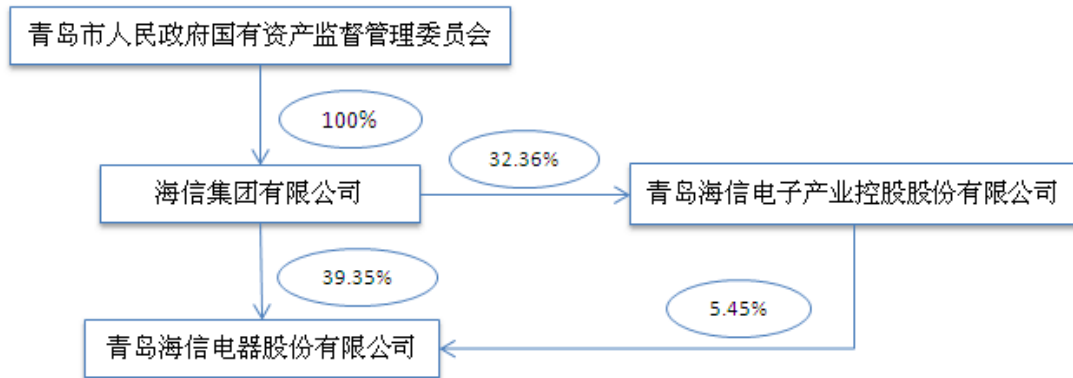 青岛市人民政府国有资产监督管理委员会
100%
32.36%
海信集团有限公司
青岛海信电子产业控股股份有限公司
39.35%
5.45%
青岛海信电器股份有限公司